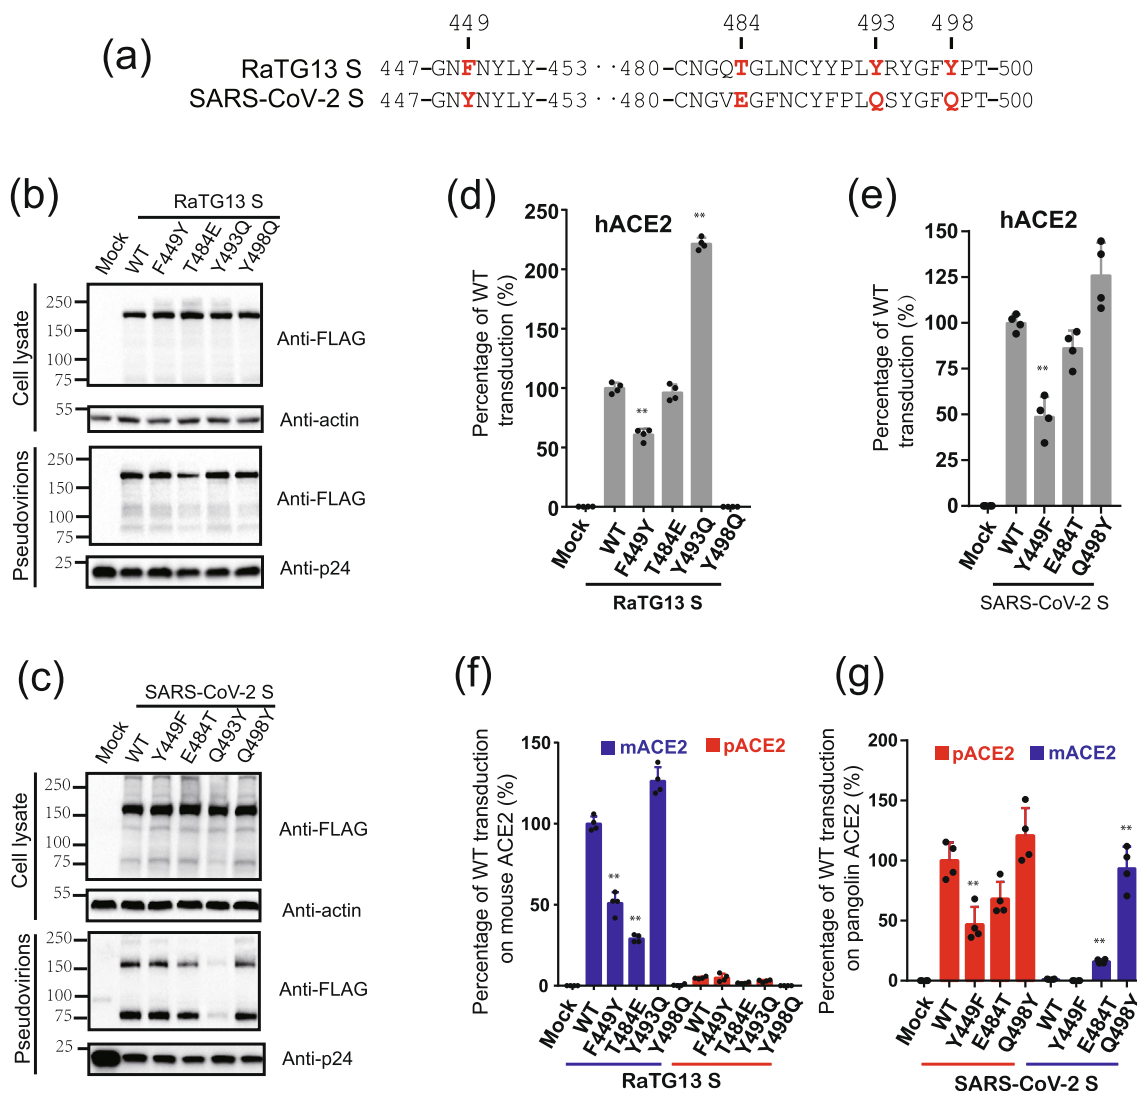 (a)
449 484 493 498
RaTG13 S 447-GNFNYLY-453 ·· 480-CNGQTGLNCYYPLYRYGFYPT-500
SARS-CoV-2 S 447-GNYNYLY-453 ·· 480-CNGVEGFNCYFPLQSYGFQPT-500
(b)
RaTG13 S
Mock WT F449Y T484E Y493Q Y498Q
Cell lysate
250
150
100
75
Anti-FLAG
55
Anti-actin
Pseudovirions
250
150
100
75
Anti-FLAG
25
Anti-p24
(d)
hACE2
Percentage of WT
transduction (%)
250
200
150
100
50
0
**
**
Mock WT F449Y T484E Y493Q Y498Q
RaTG13 S
(e)
hACE2
Percentage of WT
transduction (%)
150
125
100
75
50
25
0
**
Mock WT Y449F E484T Q498Y
SARS-CoV-2 S
(c)
SARS-CoV-2 S
Mock WT Y449F E484T Q493Y Q498Y
Cell lysate
250
150
100
75
Anti-FLAG
55
Anti-actin
Pseudovirions
250
150
100
75
Anti-FLAG
25
Anti-p24
(f)
Percentage of WT transduction
on mouse ACE2 (%)
mACE2 pACE2
150
100
50
0
**
**
Mock WT F449Y T484E Y493Q Y498Q WT F449Y T484E Y493Q Y498Q
RaTG13 S
(g)
Percentage of WT transduction
on pangolin ACE2 (%)
pACE2 mACE2
200
150
100
50
0
**
**
**
Mock WT Y449F E484T Q498Y WT Y449F E484T Q498Y
SARS-CoV-2 S